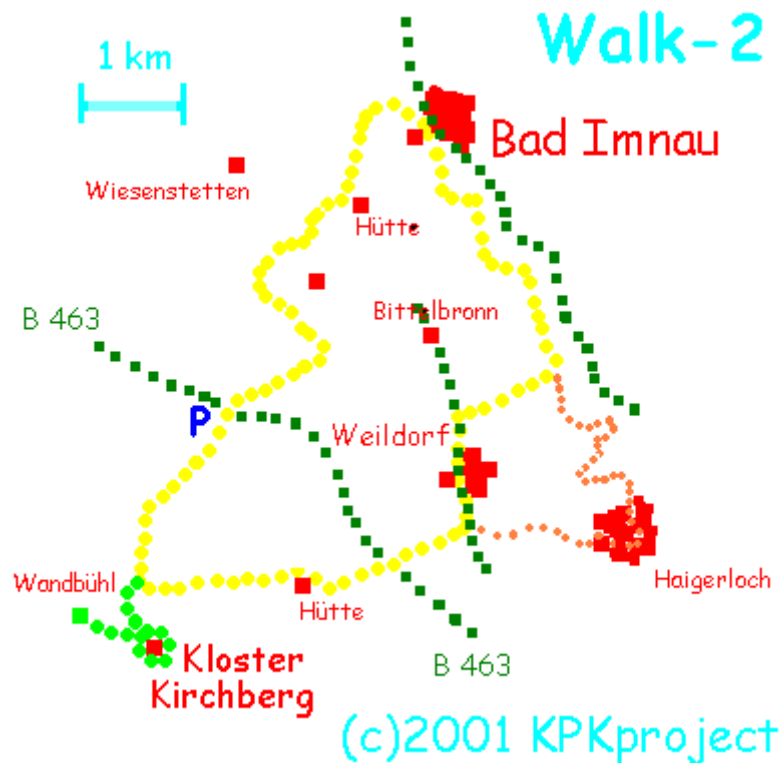 Walk-2
1 km
Bad Imnau
Wiesenstetten
Hütte
Bittelbronn
B 463
P
Weildorf
Wandbühl
Hütte
Haigerloch
Kloster
Kirchberg
B 463
(c)2001 KPKproject